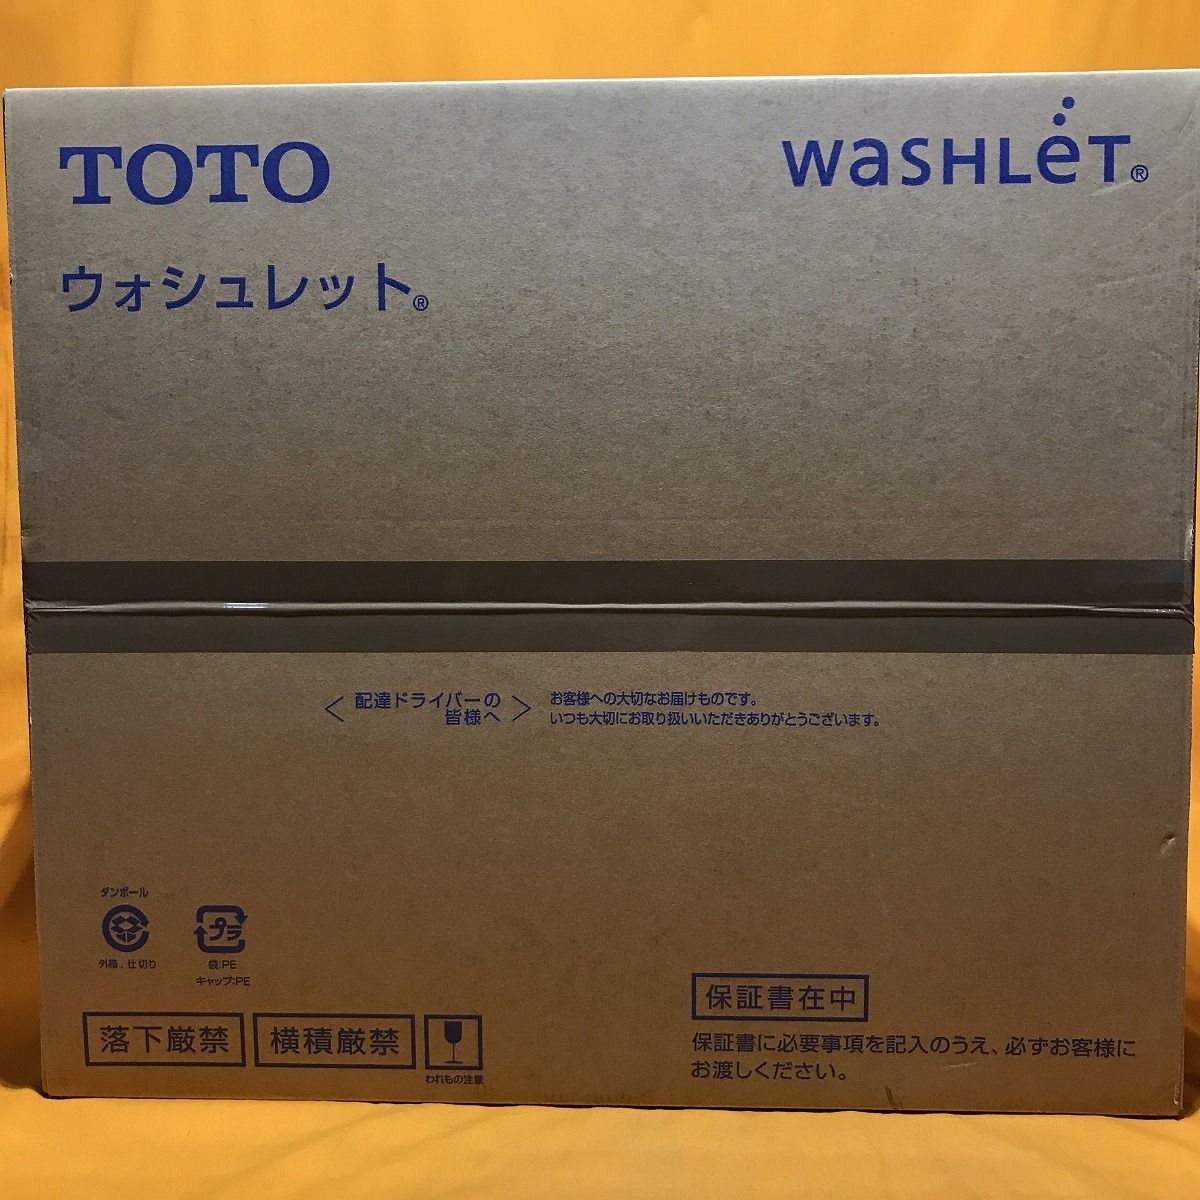 TOTO
WASHLET®
ウォシュレット®
〈 配達ドライバーの
皆様へ 〉
お客様への大切なお届けものです。
いつも大切にお取り扱いいただきありがとうございます。
ダンボール
外箱、仕切り
プラ
袋:PE
キャップ:PE
落下厳禁
横積厳禁
われもの注意
保証書在中
保証書に必要事項を記入のうえ、必ずお客様に
お渡しください。